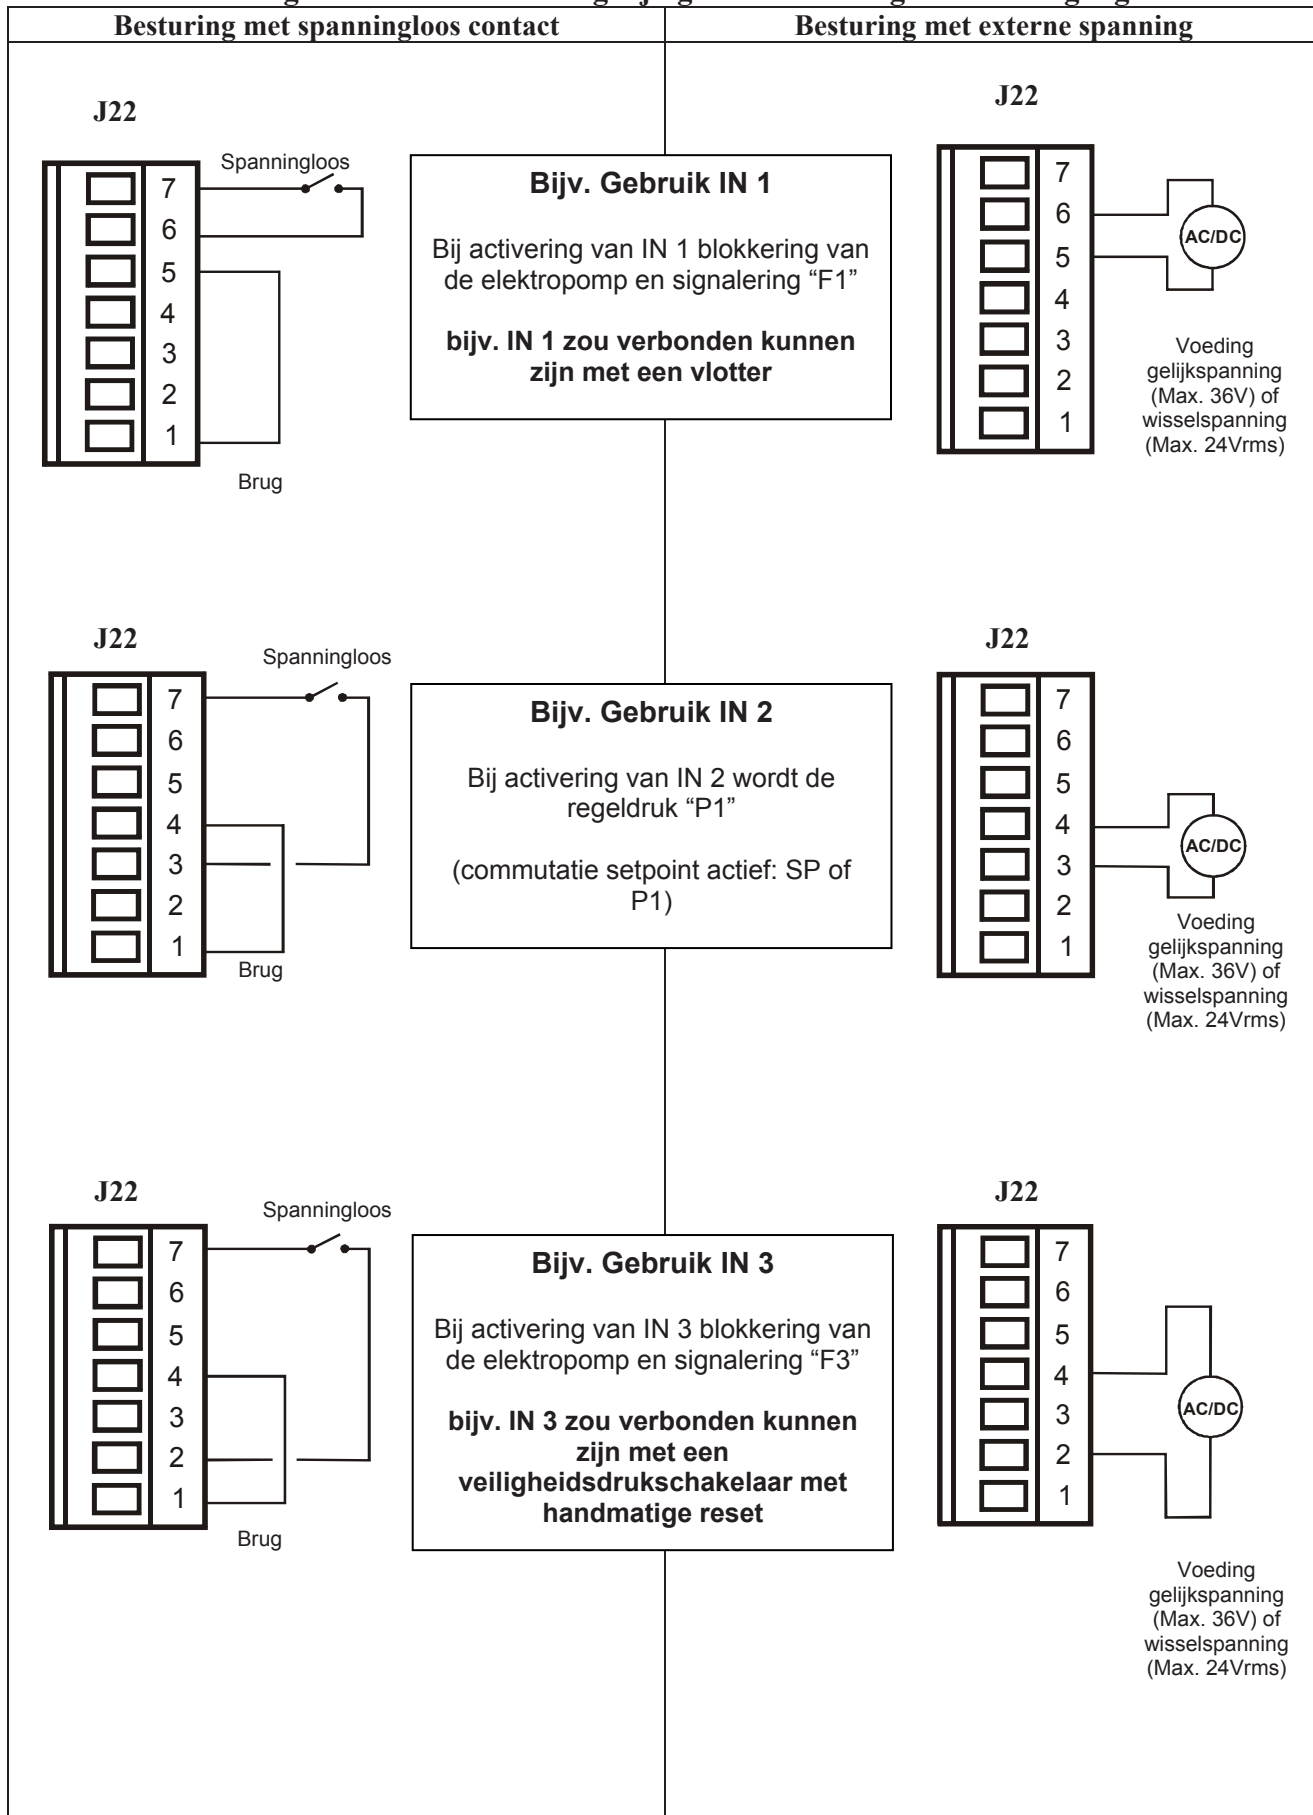 Besturing met spanningloos contact
Besturing met externe spanning
J22
Spanningloos
7
6
5
4
3
2
1
Brug
Bijv. Gebruik IN 1
Bij activering van IN 1 blokkering van
de elektropomp en signalering “F1”
bijv. IN 1 zou verbonden kunnen
zijn met een vlotter
J22
7
6
5
4
3
2
1
AC/DC
Voeding
gelijkspanning
(Max. 36V) of
wisselspanning
(Max. 24Vrms)
J22
Spanningloos
7
6
5
4
3
2
1
Brug
Bijv. Gebruik IN 2
Bij activering van IN 2 wordt de
regeldruk “P1”
(commutatie setpoint actief: SP of
P1)
J22
7
6
5
4
3
2
1
AC/DC
Voeding
gelijkspanning
(Max. 36V) of
wisselspanning
(Max. 24Vrms)
J22
Spanningloos
7
6
5
4
3
2
1
Brug
Bijv. Gebruik IN 3
Bij activering van IN 3 blokkering van
de elektropomp en signalering “F3”
bijv. IN 3 zou verbonden kunnen
zijn met een
veiligheidsdrukschakelaar met
handmatige reset
J22
7
6
5
4
3
2
1
AC/DC
Voeding
gelijkspanning
(Max. 36V) of
wisselspanning
(Max. 24Vrms)